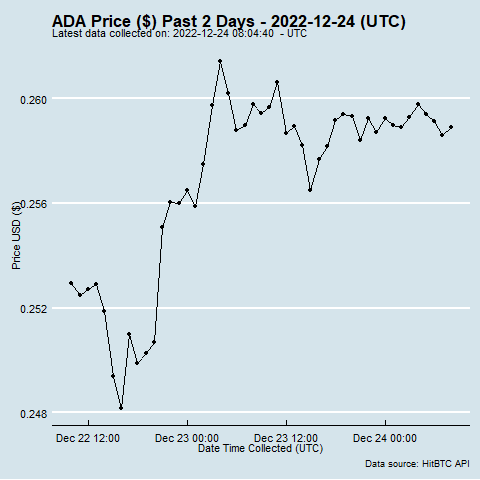 ADA Price ($) Past 2 Days - 2022-12-24 (UTC)
Latest data collected on: 2022-12-24 08:04:40  - UTC
0.260
0.256
0.252
0.248
Price USD ($)
Dec 22 12:00 Dec 23 00:00 Dec 23 12:00 Dec 24 00:00
Date Time Collected (UTC)
Data source: HitBTC API